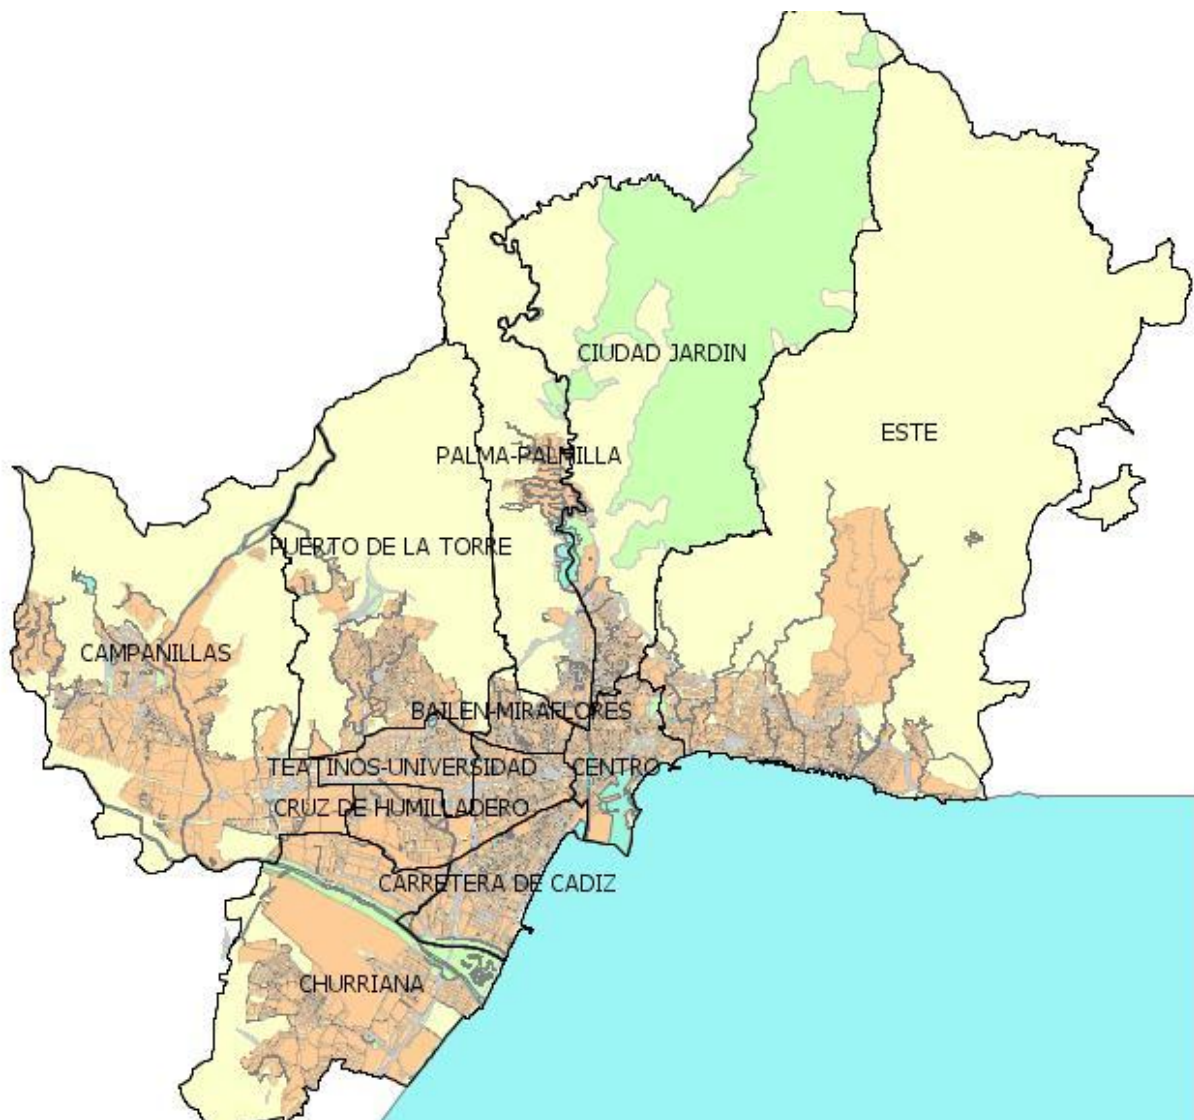 CIUDAD JARDIN
ESTE
PALMA-PALMILLA
PUERTO DE LA TORRE
CAMPANILLAS
BAILEN-MIRAFLORES
TEATINOS-UNIVERSIDAD
CENTRO
CRUZ DE HUMILLADERO
CARRETERA DE CADIZ
CHURRIANA